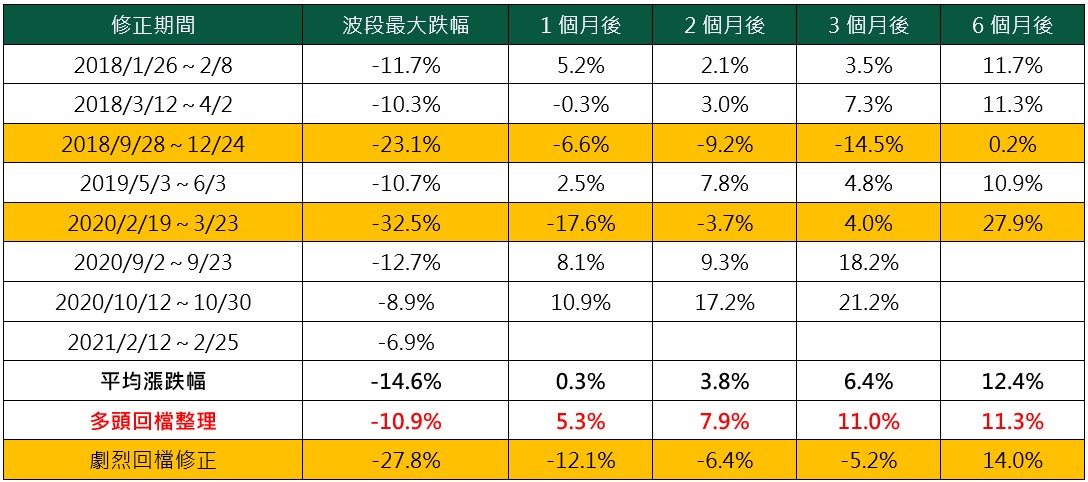 修正期間 波段最大跌幅 1 個月後 2 個月後 3 個月後 6 個月後
2018/1/26～2/8 -11.7% 5.2% 2.1% 3.5% 11.7%
2018/3/12～4/2 -10.3% -0.3% 3.0% 7.3% 11.3%
2018/9/28～12/24 -23.1% -6.6% -9.2% -14.5% 0.2%
2019/5/3～6/3 -10.7% 2.5% 7.8% 4.8% 10.9%
2020/2/19～3/23 -32.5% -17.6% -3.7% 4.0% 27.9%
2020/9/2～9/23 -12.7% 8.1% 9.3% 18.2%
2020/10/12～10/30 -8.9% 10.9% 17.2% 21.2%
2021/2/12～2/25 -6.9%
平均漲跌幅 -14.6% 0.3% 3.8% 6.4% 12.4%
多頭回檔整理 -10.9% 5.3% 7.9% 11.0% 11.3%
劇烈回檔修正 -27.8% -12.1% -6.4% -5.2% 14.0%